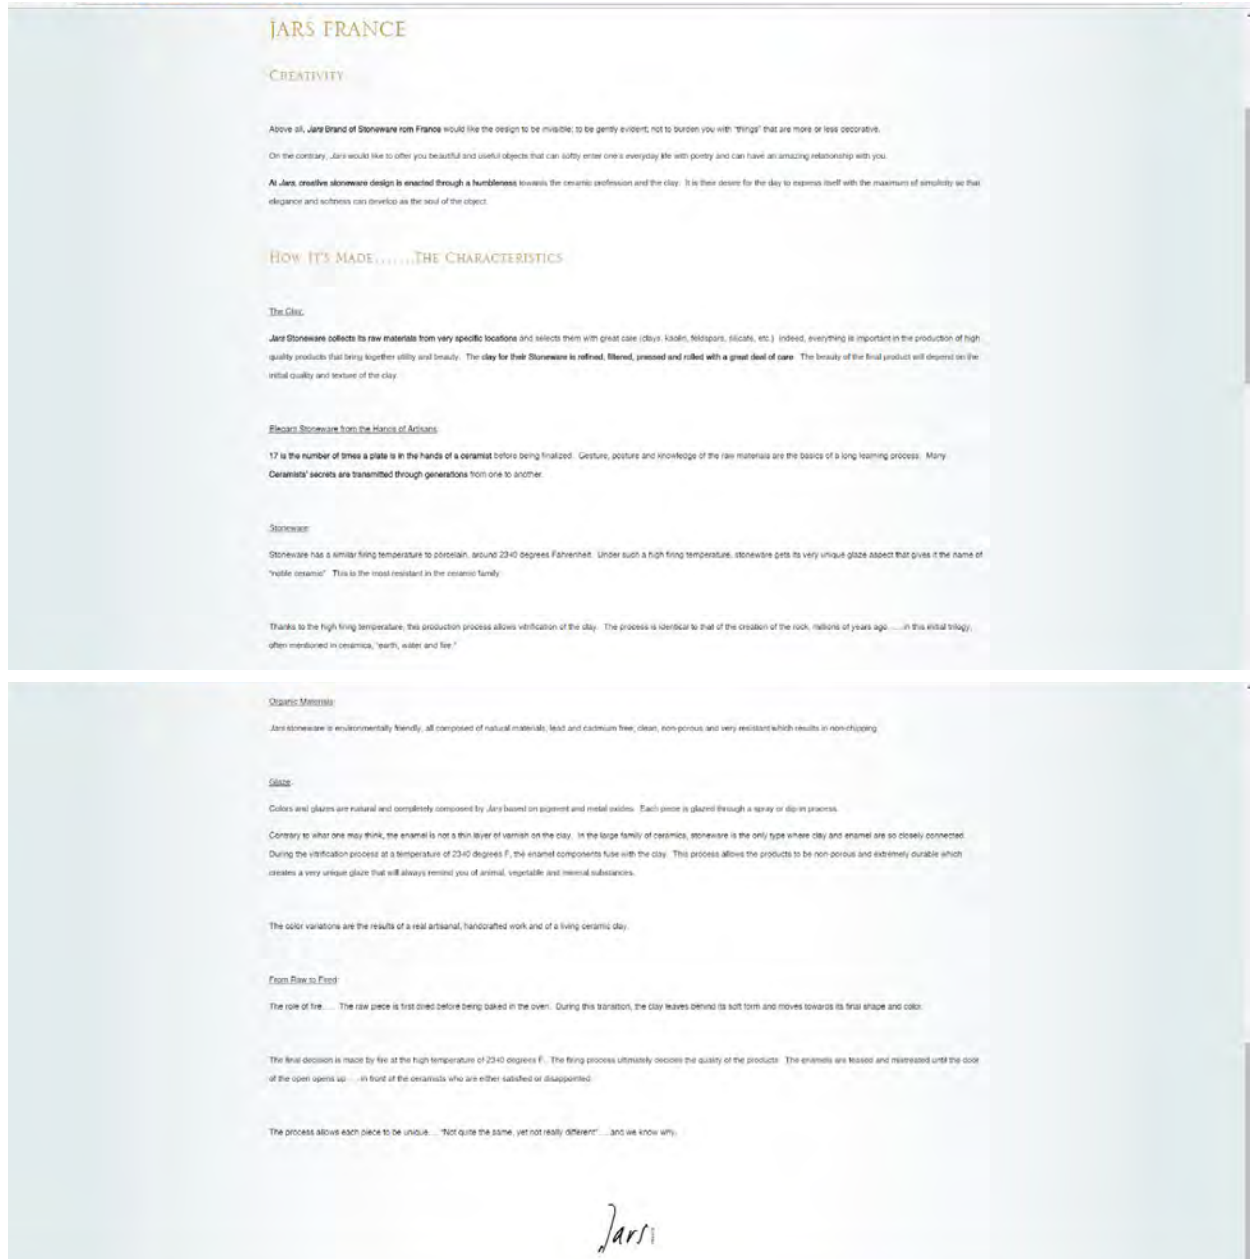 JARS FRANCE
CREATIVITY
Above all, Jars Brand of Stoneware rom France would like the design to be invisible; to be gently evident; not to burden you with "things" that are more or less decorative.
On the contrary, Jars would like to offer you beautiful and useful objects that can softly enter one's everyday life with poetry and can have an amazing relationship with you.
At Jars, creative stoneware design is enacted through a humbleness towards the ceramic profession and the clay. It is their desire for the clay to express itself with the maximum of simplicity so that
elegance and softness can develop as the soul of the object.
HOW IT'S MADE.......THE CHARACTERISTICS
The Clay:
Jars Stoneware collects its raw materials from very specific locations and selects them with great care (clays, kaolin, feldspars, silicate, etc.) Indeed, everything is important in the production of high
quality products that bring together utility and beauty. The clay for their Stoneware is refined, filtered, pressed and rolled with a great deal of care. The beauty of the final product will depend on the
initial quality and texture of the clay.
Elegant Stoneware from the Hands of Artisans:
17 is the number of times a plate is in the hands of a ceramist before being finalized. Gesture, posture and knowledge of the raw materials are the basics of a long learning process. Many
Ceramists' secrets are transmitted through generations from one to another.
Stoneware:
Stoneware has a similar firing temperature to porcelain, around 2340 degrees Fahrenheit. Under such a high firing temperature, stoneware gets its very unique glaze aspect that gives it the name of
"noble ceramic". This is the most resistant in the ceramic family.
Thanks to the high firing temperature, this production process allows vitrification of the clay. The process is identical to that of the creation of the rock, millions of years ago......in this initial trilogy,
often mentioned in ceramics, "earth, water and fire."
Organic Materials:
Jars stoneware is environmentally friendly, all composed of natural materials, lead and cadmium free; clean, non-porous and very resistant which results in non-chipping.
Glaze:
Colors and glazes are natural and completely composed by Jars based on pigment and metal oxides. Each piece is glazed through a spray or dip-in process.
Contrary to what one may think, the enamel is not a thin layer of varnish on the clay. In the large family of ceramics, stoneware is the only type where clay and enamel are so closely connected.
During the vitrification process at a temperature of 2340 degrees F, the enamel components fuse with the clay. This process allows the products to be non-porous and extremely durable which
creates a very unique glaze that will always remind you of animal, vegetable and mineral substances.
The color variations are the results of a real artisanal, handcrafted work and of a living ceramic clay.
From Raw to Fired:
The role of fire..... The raw piece is first dried before being baked in the oven. During this transition, the clay leaves behind its soft form and moves towards its final shape and color.
The final decision is made by fire at the high temperature of 2340 degrees F. The firing process ultimately decides the quality of the products. The enamels are teased and mistreated until the door
of the open opens up......in front of the ceramists who are either satisfied or disappointed.
The process allows each piece to be unique.... "Not quite the same, yet not really different".....and we know why.
Jars